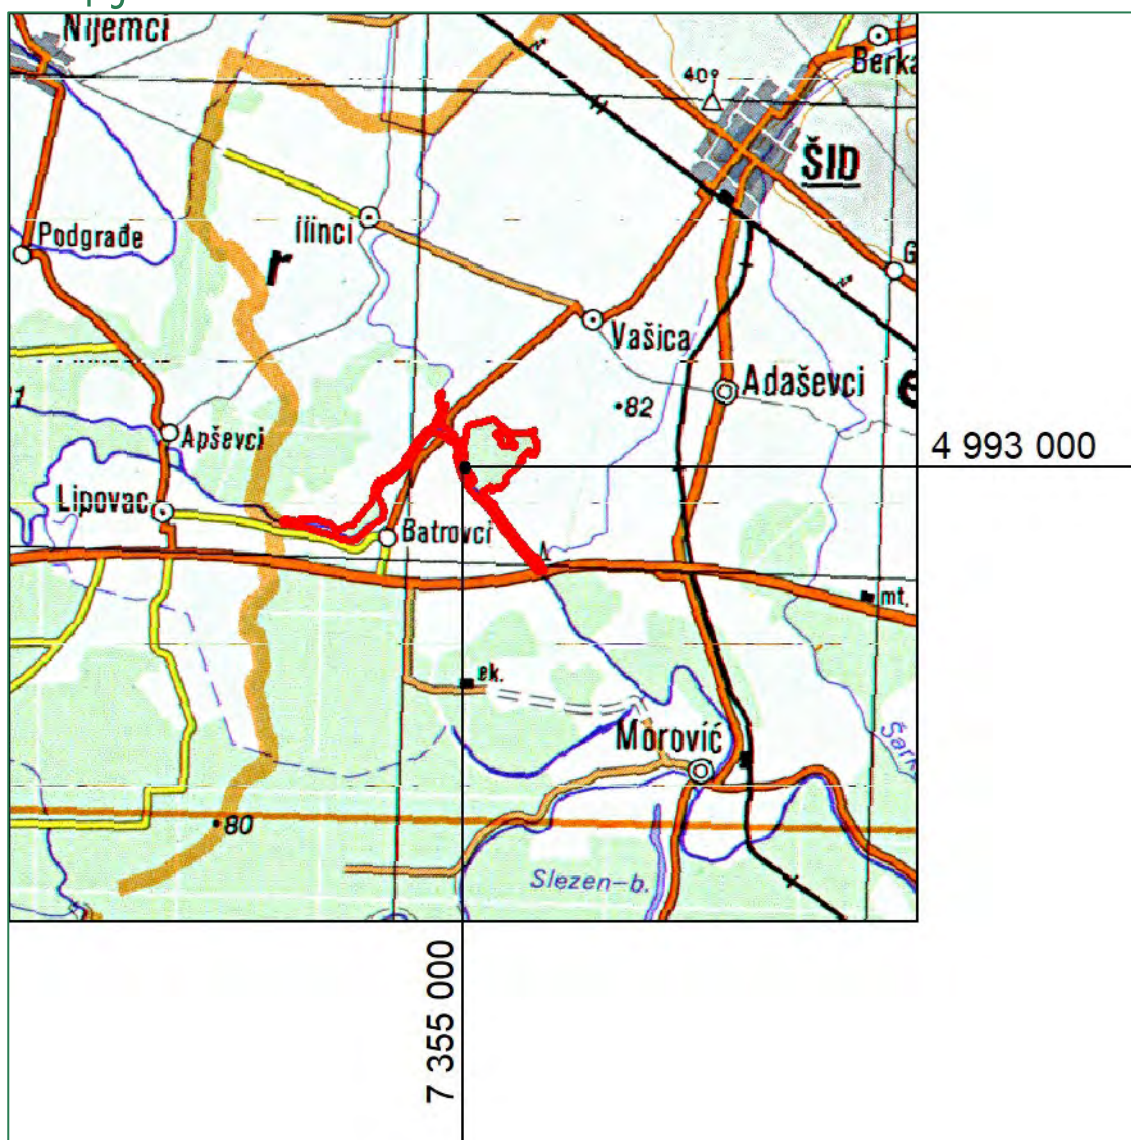 Nijemci
Berka
40⁰
ŠID
Podgrađe
Ilinci
r
G
Vašica
Adaševci
e
•82
Apševci
4 993 000
Lipovac
Batrovci
mt.
ek.
Morović
Šark
•80
Slezen-b.
7 355 000